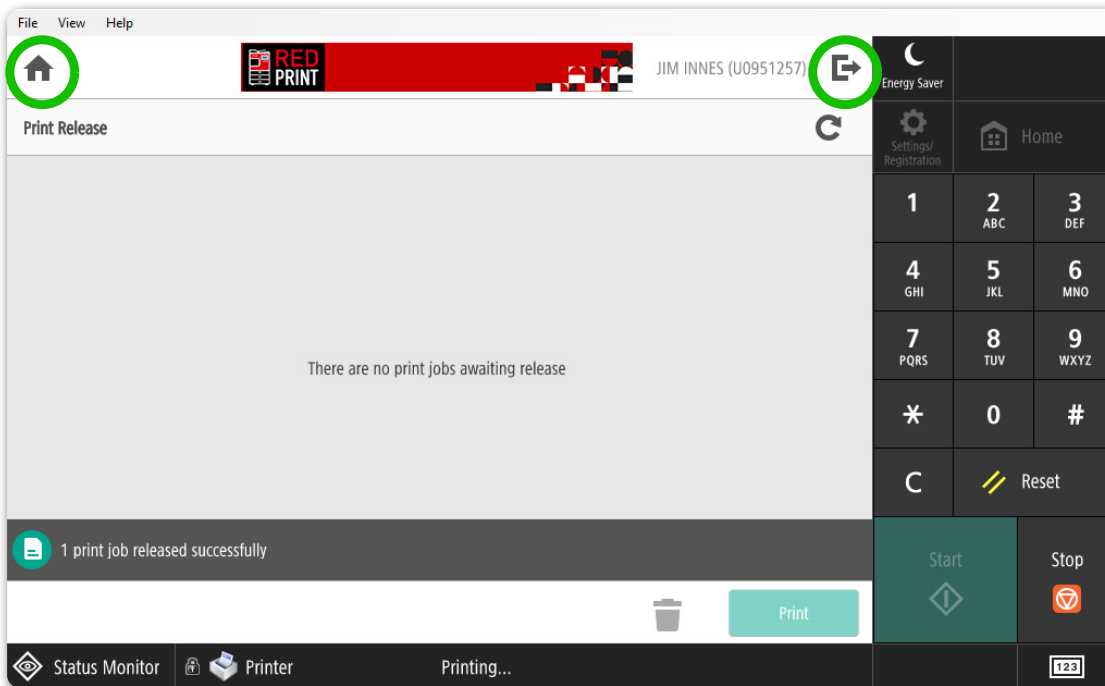 File View Help
RED
PRINT
JIM INNES (U0951257)
Energy Saver
Print Release
Settings/
Registration
Home
1
2
ABC
3
DEF
4
GHI
5
JKL
6
MNO
7
PQRS
8
TUV
9
WXYZ
There are no print jobs awaiting release
*
0
#
C
Reset
1 print job released successfully
Start
Stop
Print
Status Monitor
Printer
Printing...
123